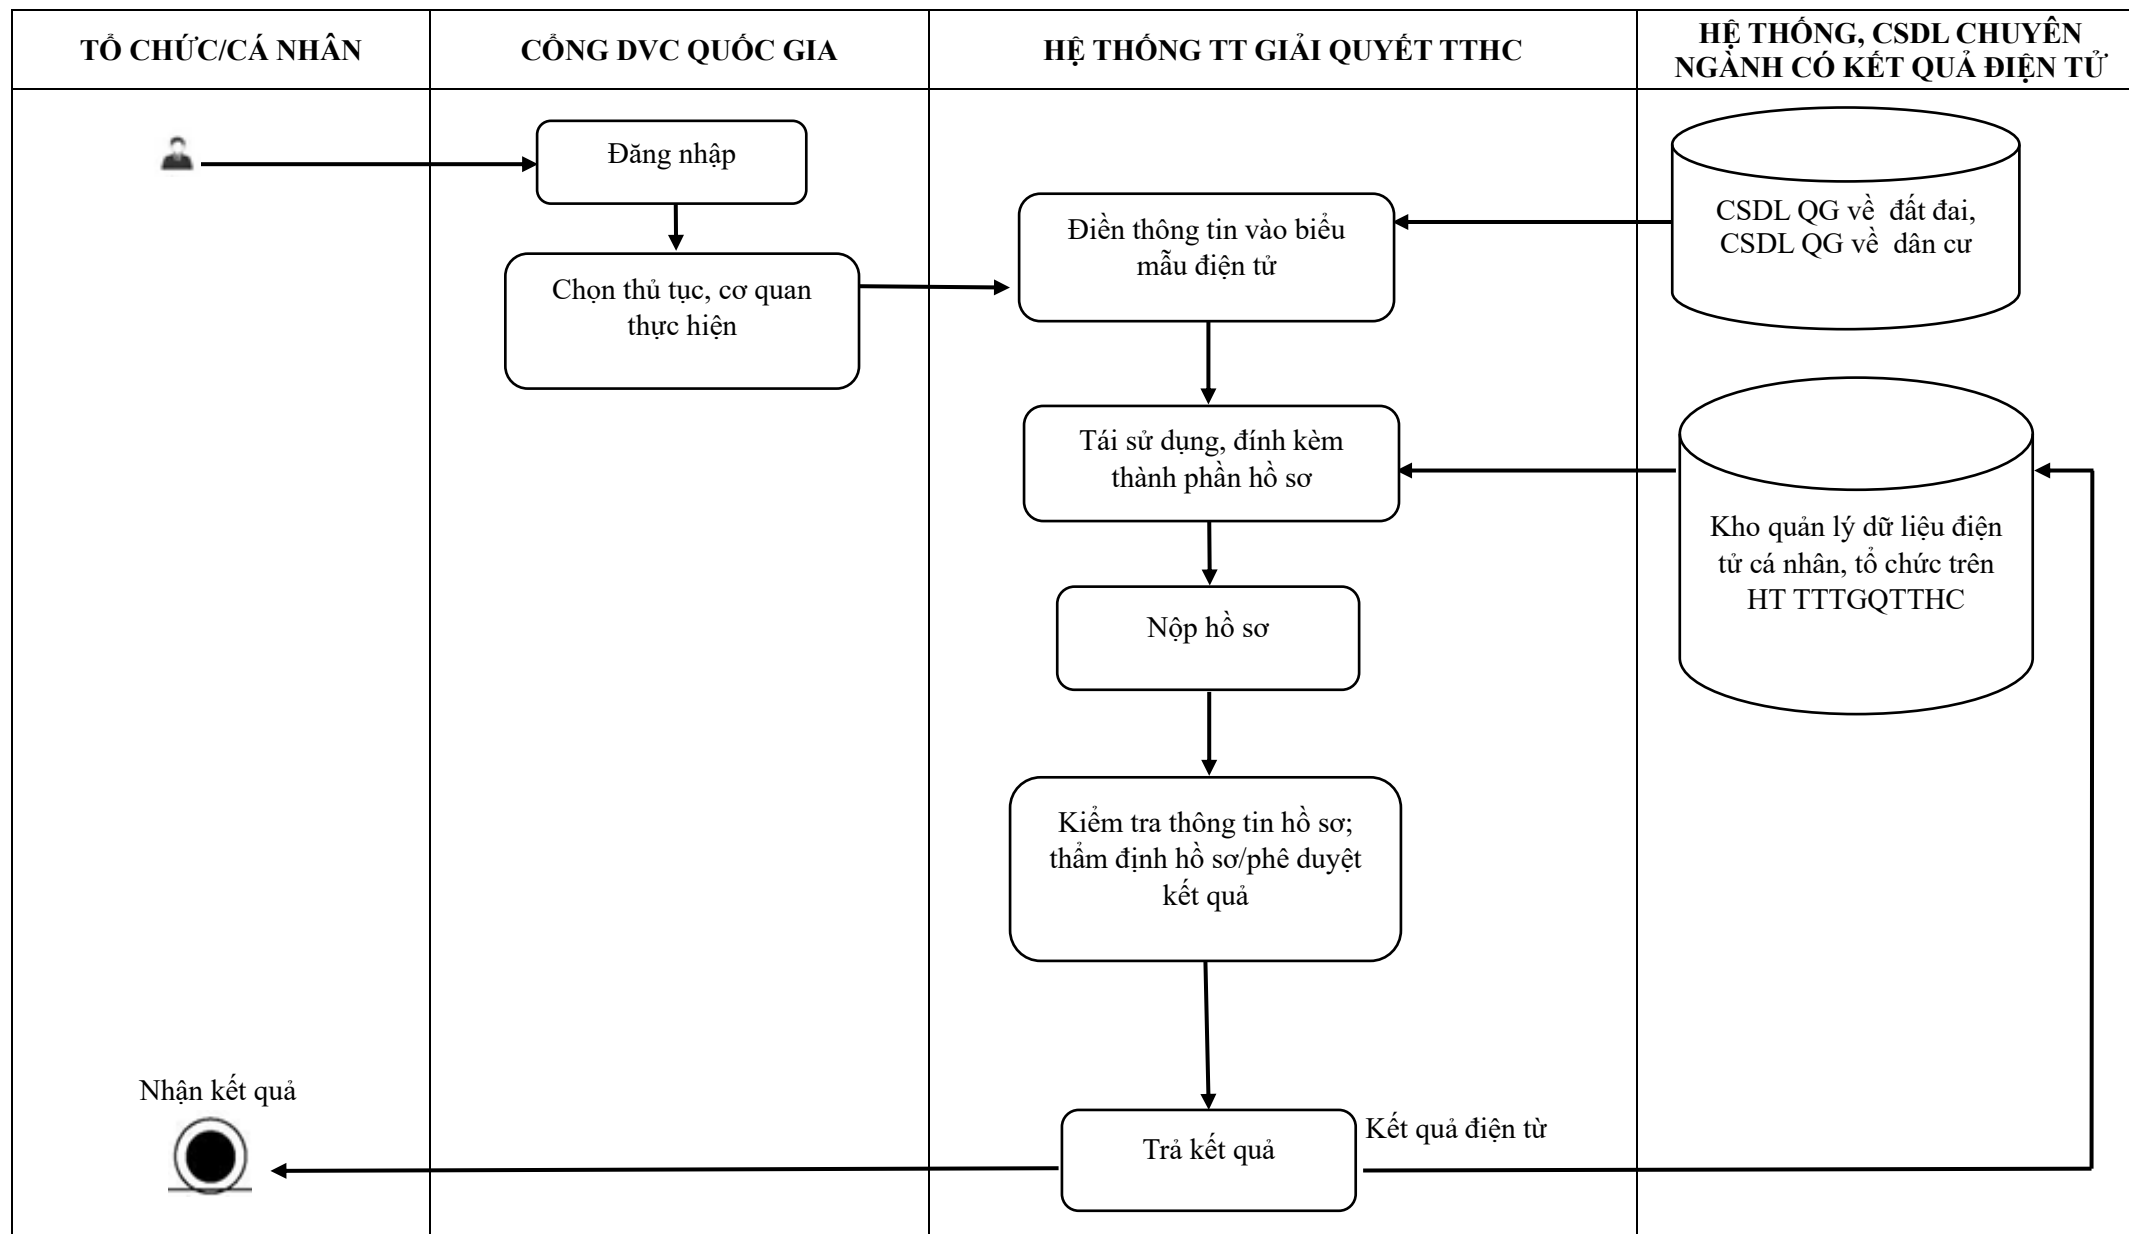 TỔ CHỨC/CÁ NHÂN
CỔNG DVC QUỐC GIA
HỆ THỐNG TT GIẢI QUYẾT TTHC
HỆ THỐNG, CSDL CHUYÊN
NGÀNH CÓ KẾT QUẢ ĐIỆN TỬ
Đăng nhập
Chọn thủ tục, cơ quan
thực hiện
Điền thông tin vào biểu
mẫu điện tử
CSDL QG về đất đai,
CSDL QG về dân cư
Tái sử dụng, đính kèm
thành phần hồ sơ
Kho quản lý dữ liệu điện
tử cá nhân, tổ chức trên
HT TTTGQTTHC
Nộp hồ sơ
Kiểm tra thông tin hồ sơ;
thẩm định hồ sơ/phê duyệt
kết quả
Nhận kết quả
Trả kết quả
Kết quả điện từ